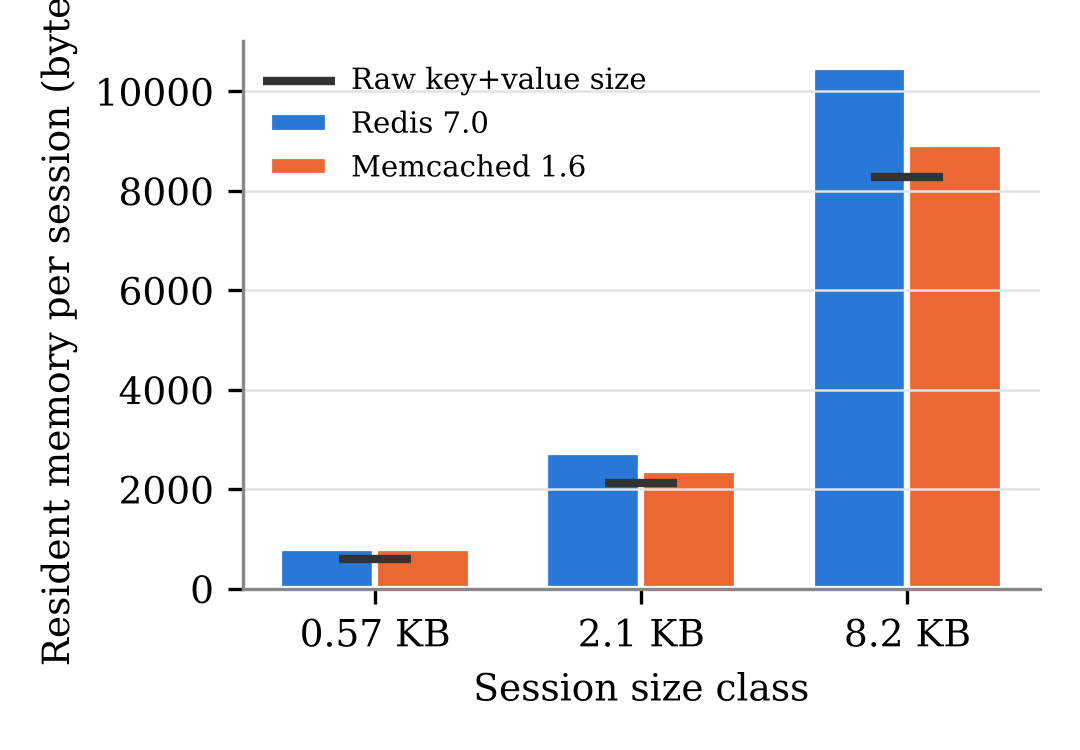 Resident memory per session (byte
10000
8000
6000
4000
2000
0
Raw key+value size
Redis 7.0
Memcached 1.6
0.57 KB
2.1 KB
8.2 KB
Session size class